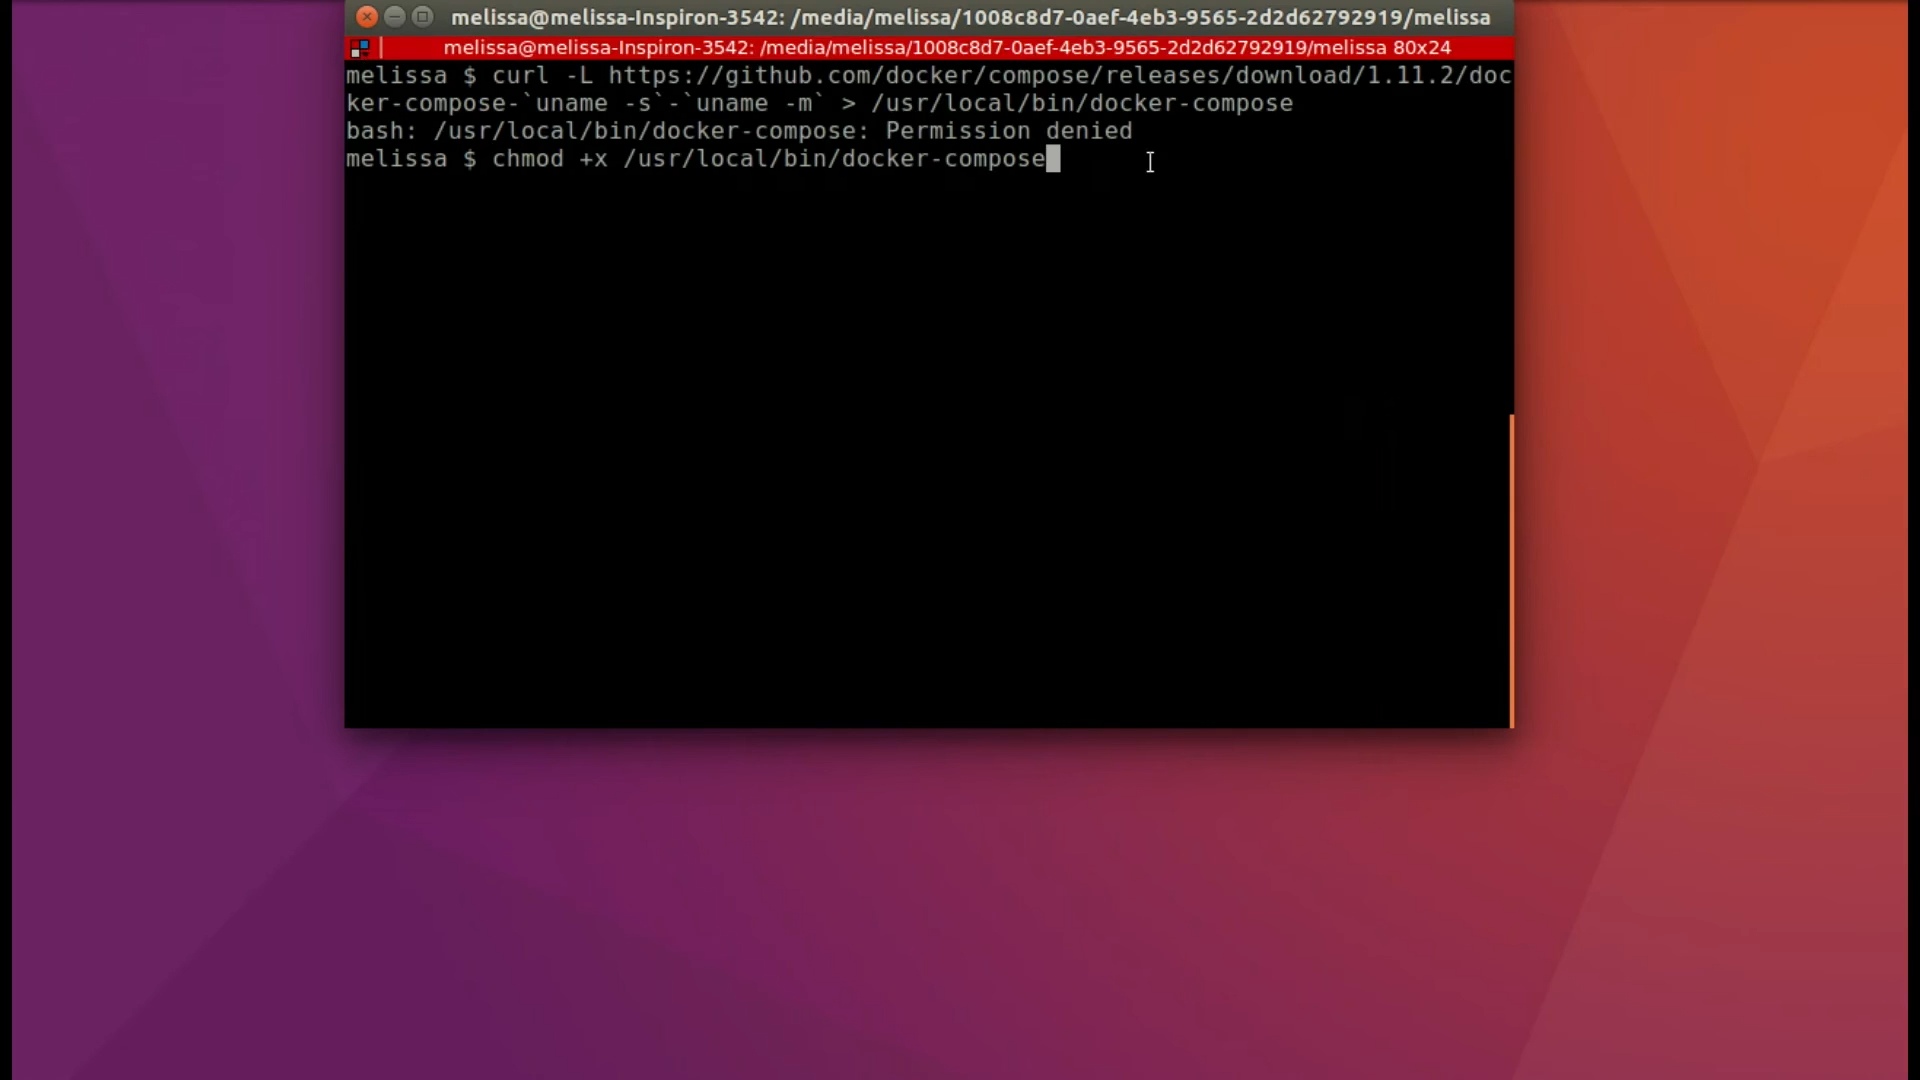 melissa@melissa-Inspiron-3542: /media/melissa/1008c8d7-0aef-4eb3-9565-2d2d62792919/melissa
melissa@melissa-Inspiron-3542: /media/melissa/1008c8d7-0aef-4eb3-9565-2d2d62792919/melissa 80x24
melissa $ curl -L https://github.com/docker/compose/releases/download/1.11.2/doc
ker-compose-`uname -s`-`uname -m` > /usr/local/bin/docker-compose
bash: /usr/local/bin/docker-compose: Permission denied
melissa $ chmod +x /usr/local/bin/docker-compose